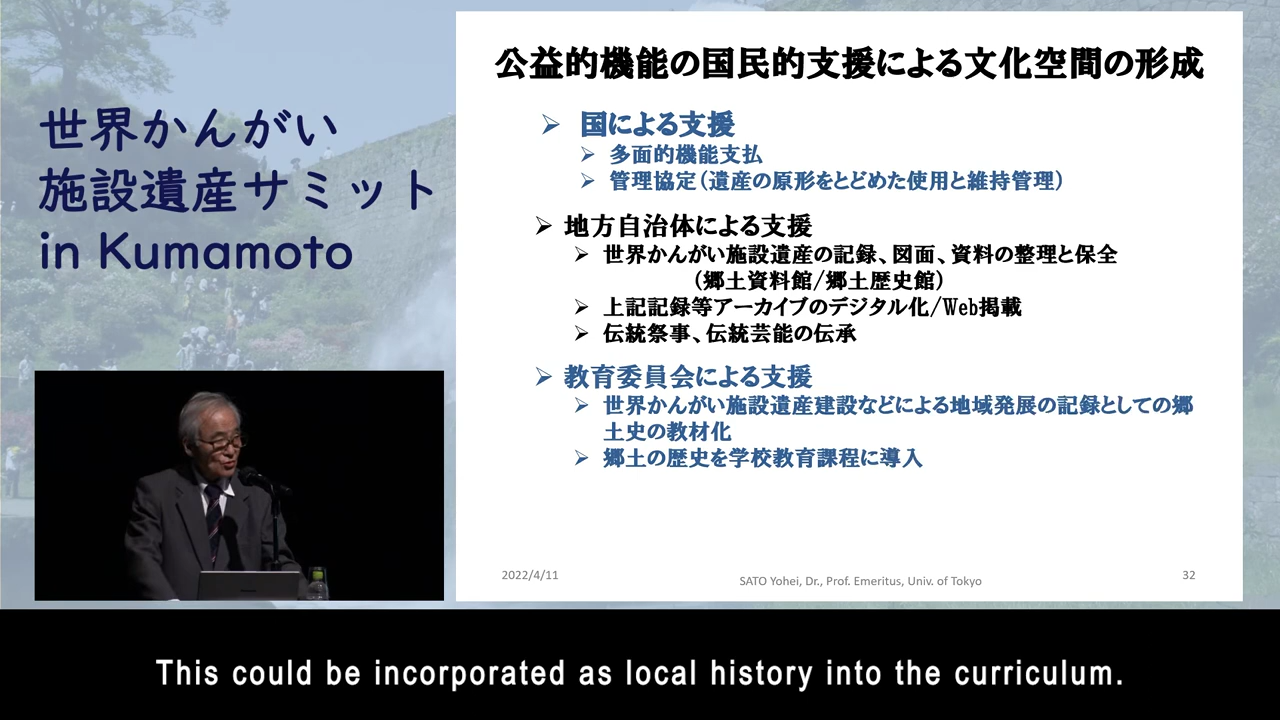 世界かんがい
施設遺産サミット
in Kumamoto
公益的機能の国民的支援による文化空間の形成
➢ 国による支援
➢ 多面的機能支払
➢ 管理協定（遺産の原形をとどめた使用と維持管理）
➢ 地方自治体による支援
➢ 世界かんがい施設遺産の記録、図面、資料の整理と保全
（郷土資料館/郷土歴史館）
➢ 上記記録等アーカイブのデジタル化/Web掲載
➢ 伝統祭事、伝統芸能の伝承
➢ 教育委員会による支援
➢ 世界かんがい施設遺産建設などによる地域発展の記録としての郷
土史の教材化
➢ 郷土の歴史を学校教育課程に導入
2022/4/11
SATO Yohei, Dr., Prof. Emeritus, Univ. of Tokyo
32
This could be incorporated as local history into the curriculum.